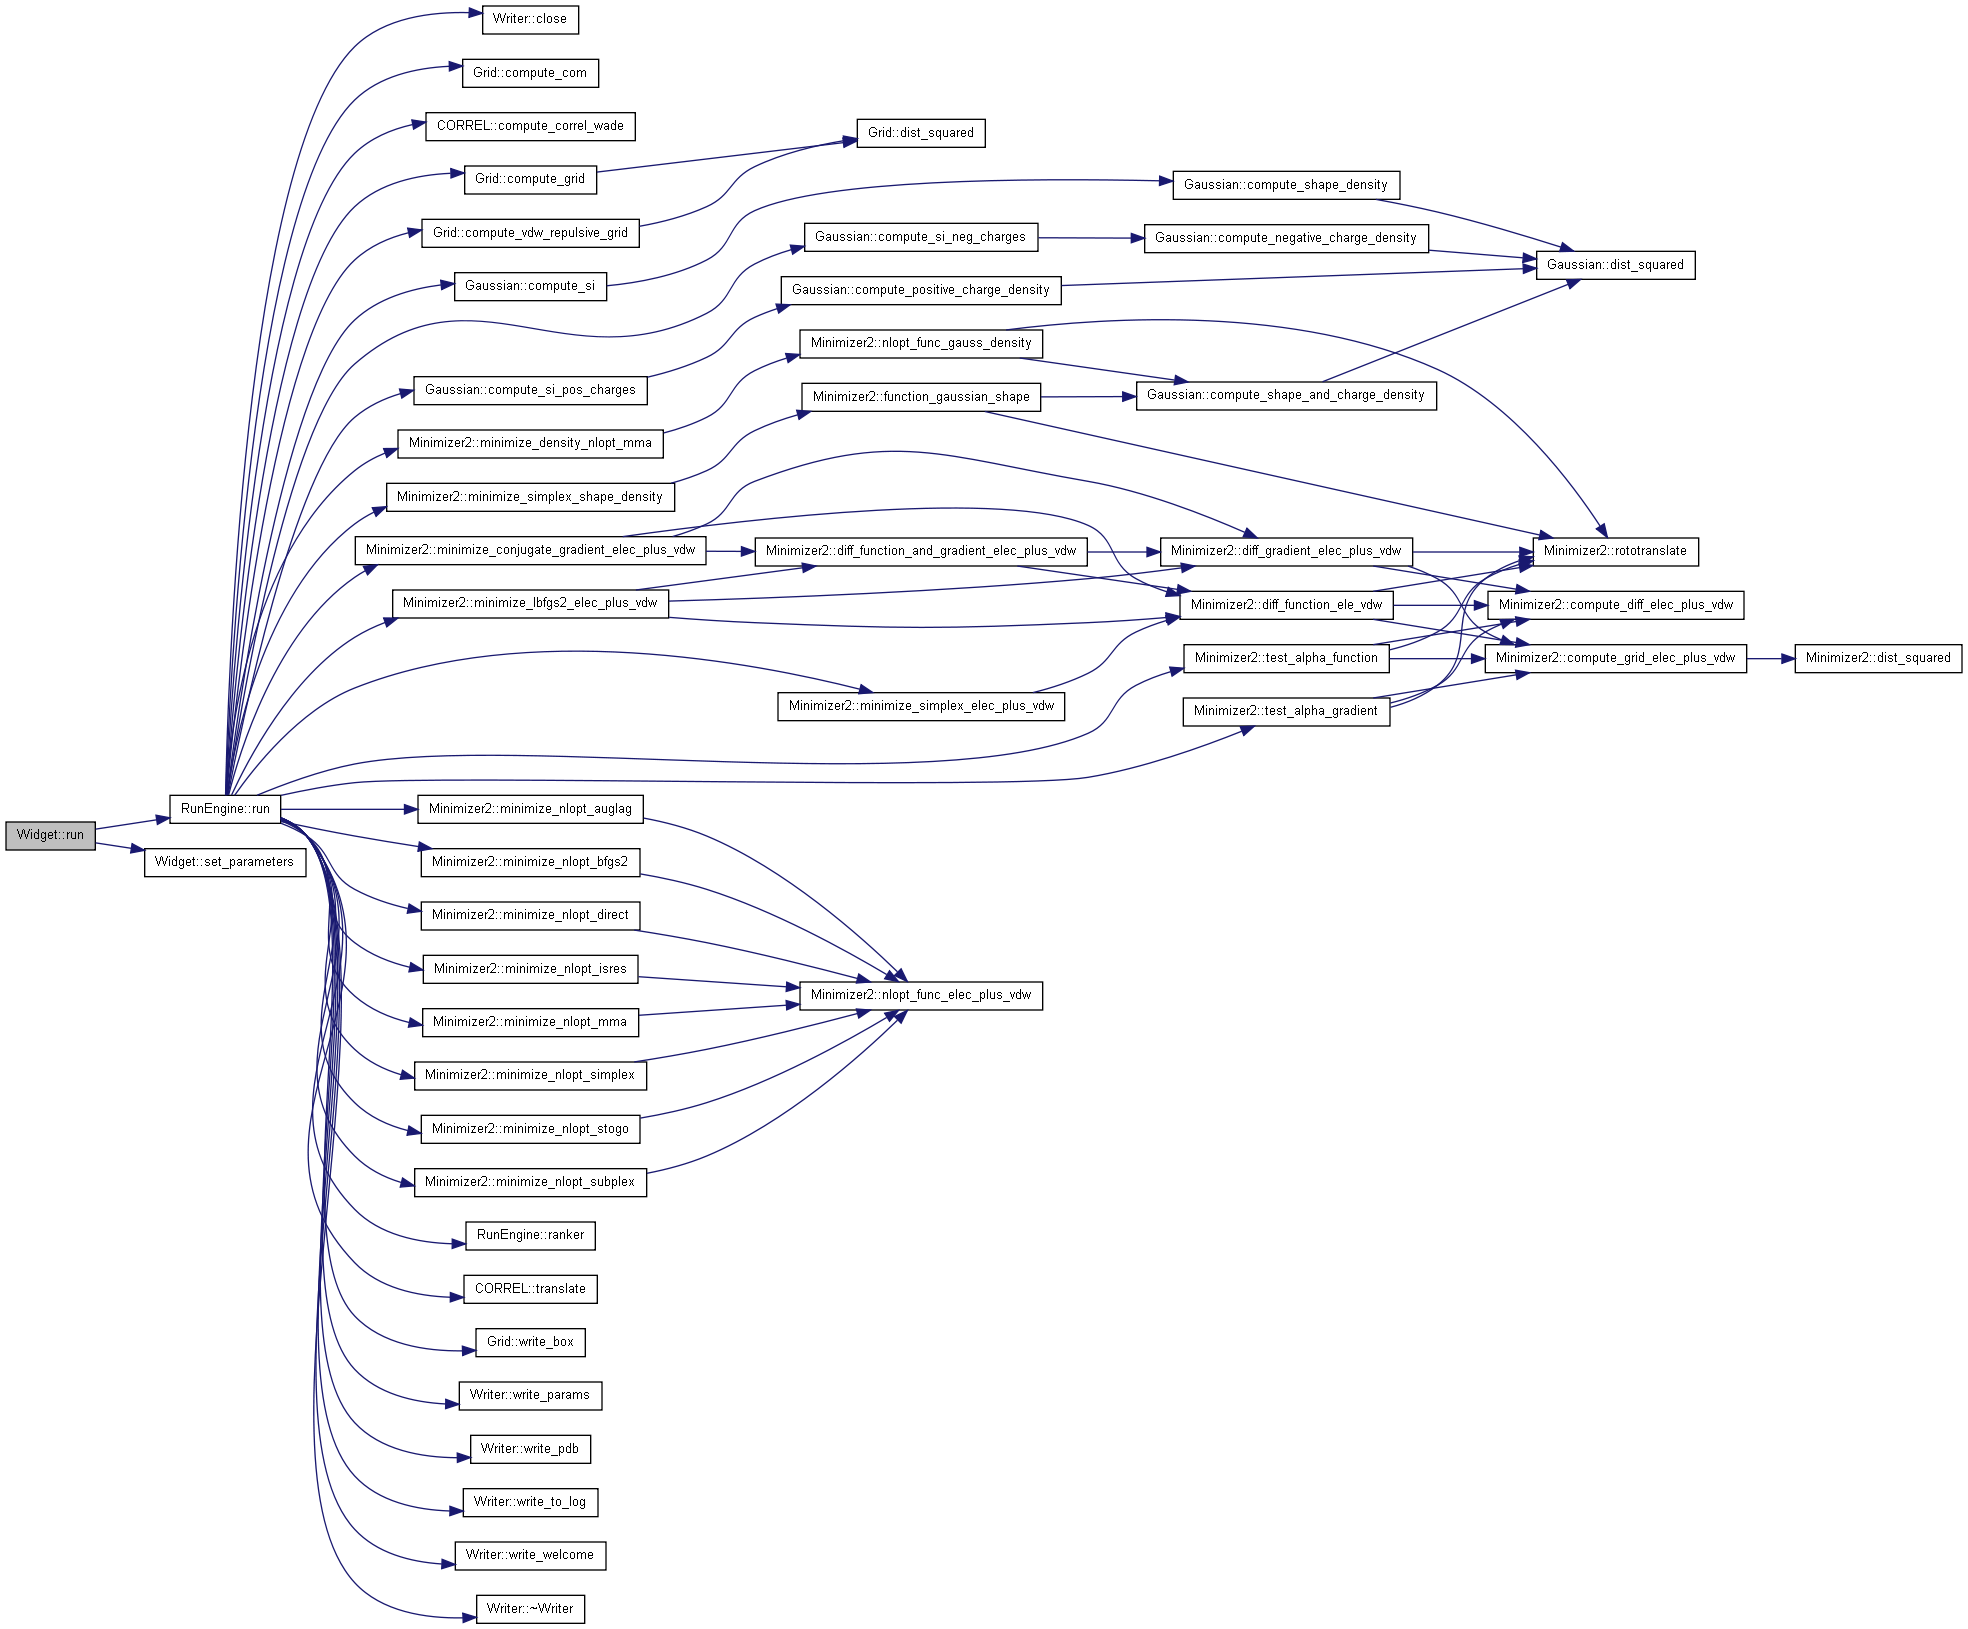 Writer::close
Grid::compute_com
CORREL::compute_correl_wade
Grid::dist_squared
Grid::compute_grid
Gaussian::compute_shape_density
Grid::compute_vdw_repulsive_grid
Gaussian::compute_si_neg_charges
Gaussian::compute_negative_charge_density
Gaussian::dist_squared
Gaussian::compute_si
Gaussian::compute_positive_charge_density
Minimizer2::nlopt_func_gauss_density
Gaussian::compute_si_pos_charges
Minimizer2::function_gaussian_shape
Gaussian::compute_shape_and_charge_density
Minimizer2::minimize_density_nlopt_mma
Minimizer2::minimize_simplex_shape_density
Minimizer2::minimize_conjugate_gradient_elec_plus_vdw
Minimizer2::diff_function_and_gradient_elec_plus_vdw
Minimizer2::diff_gradient_elec_plus_vdw
Minimizer2::rototranslate
Minimizer2::minimize_lbfgs2_elec_plus_vdw
Minimizer2::diff_function_ele_vdw
Minimizer2::compute_diff_elec_plus_vdw
Minimizer2::test_alpha_function
Minimizer2::compute_grid_elec_plus_vdw
Minimizer2::dist_squared
Minimizer2::minimize_simplex_elec_plus_vdw
Minimizer2::test_alpha_gradient
RunEngine::run
Minimizer2::minimize_nlopt_auglag
Widget::run
Widget::set_parameters
Minimizer2::minimize_nlopt_bfgs2
Minimizer2::minimize_nlopt_direct
Minimizer2::minimize_nlopt_isres
Minimizer2::nlopt_func_elec_plus_vdw
Minimizer2::minimize_nlopt_mma
Minimizer2::minimize_nlopt_simplex
Minimizer2::minimize_nlopt_stogo
Minimizer2::minimize_nlopt_subplex
RunEngine::ranker
CORREL::translate
Grid::write_box
Writer::write_params
Writer::write_pdb
Writer::write_to_log
Writer::write_welcome
Writer::~Writer